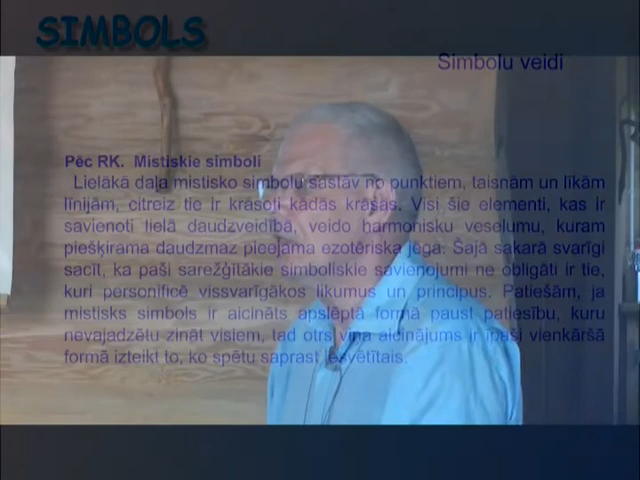 SIMBOLS
Simbolu veidi
Pēc RK. Mistiskie simboli
Lielākā daļa mistisko simbolu sastāv no punktiem, taisnām un līkām
līnijām, citreiz tie ir krāsoti kādās krāsās. Visi šie elementi, kas ir
savienoti lielā daudzveidībā, veido harmonisku veselumu, kuram
piešķirama daudzmaz pieejama ezotēriska jēga. Šajā sakarā svarīgi
sacīt, ka paši sarežģītākie simboliskie savienojumi ne obligāti ir tie,
kuri personificē vissvarīgākos likumus un principus. Patiešām, ja
mistisks simbols ir aicināts apslēptā formā paust patiesību, kuru
nevajadzētu zināt visiem, tad otrs viņa aicinājums ir īpaši vienkāršā
formā izteikt to, ko spētu saprast iesvētītais.